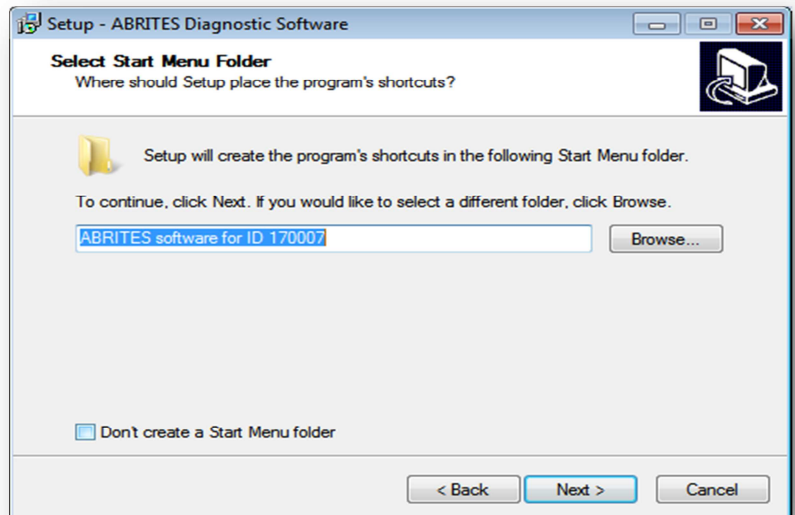 Setup - ABRITES Diagnostic Software
Select Start Menu Folder
Where should Setup place the program's shortcuts?
Setup will create the program's shortcuts in the following Start Menu folder.
To continue, click Next. If you would like to select a different folder, click Browse.
ABRITES software for ID 170007
Browse...
Don't create a Start Menu folder
< Back
Next >
Cancel